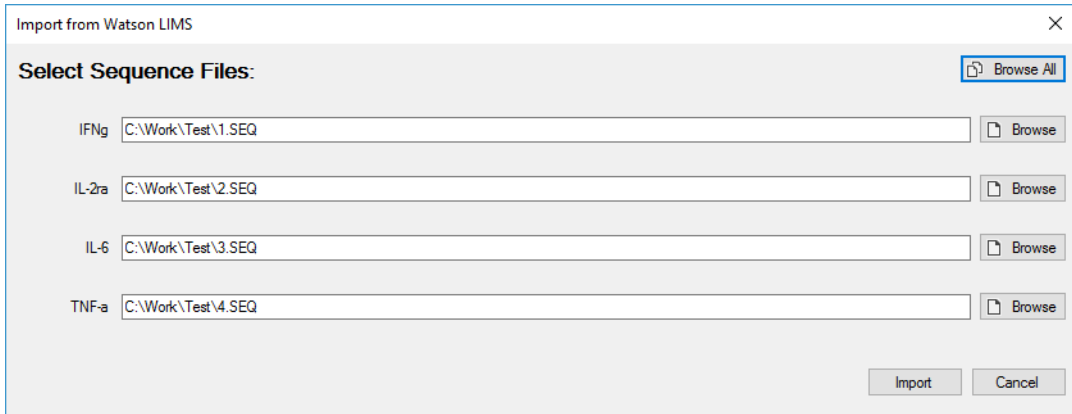 Import from Watson LIMS
Select Sequence Files:
Browse All
IFNg C:\Work\Test\1.SEQ Browse
IL-2ra C:\Work\Test\2.SEQ Browse
IL-6 C:\Work\Test\3.SEQ Browse
TNF-a C:\Work\Test\4.SEQ Browse
Import Cancel